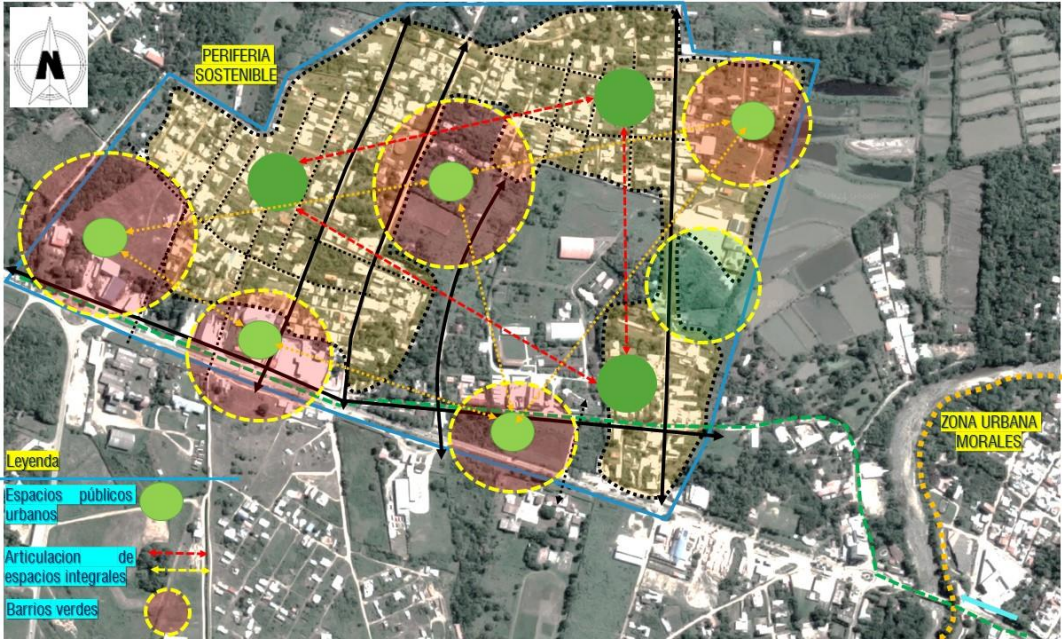 N
PERIFERIA
SOSTENIBLE
ZONA URBANA
MORALES
Leyenda
Espacios públicos
urbanos
Articulacion de
espacios integrales
Barrios verdes